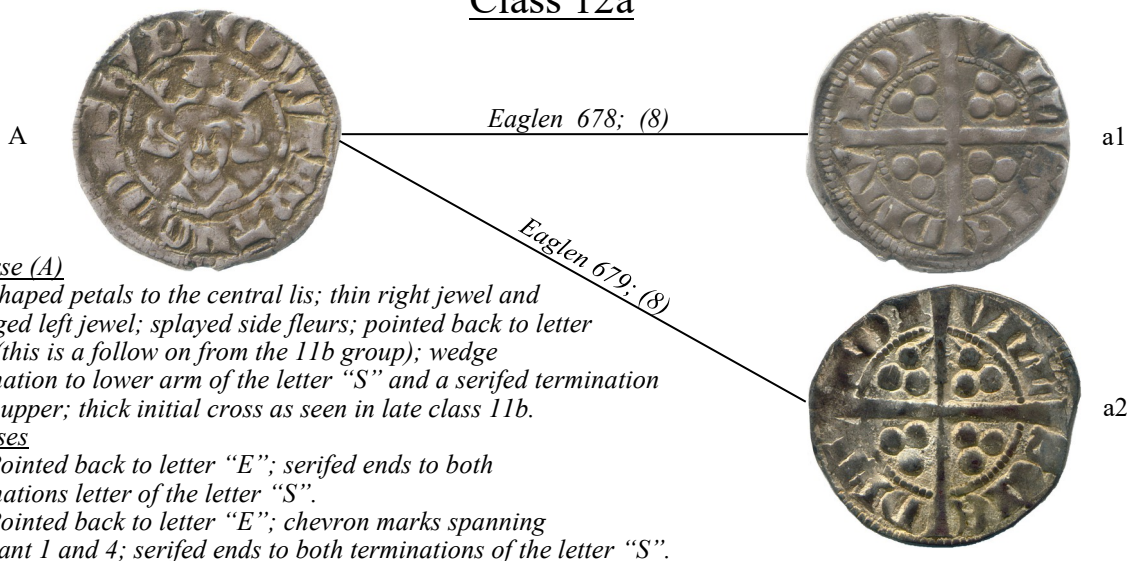 Class 12a
A
Eaglen 678; (8)
a1
Eaglen 679; (8)
a2
se (A)
haped petals to the central lis; thin right jewel and
ged left jewel; splayed side fleurs; pointed back to letter
(this is a follow on from the 11b group); wedge
nation to lower arm of the letter “S” and a serifed termination
upper; thick initial cross as seen in late class 11b.
ses
Pointed back to letter “E”; serifed ends to both
nations letter of the letter “S”.
Pointed back to letter “E”; chevron marks spanning
ant 1 and 4; serifed ends to both terminations of the letter “S”.